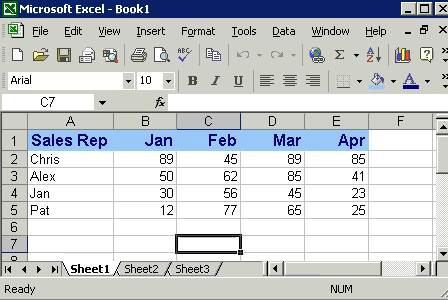 Microsoft Excel - Book1
File Edit View Insert Format Tools Data Window Help
Arial 10 B I U
C7 fx
A B C D E F
1 Sales Rep Jan Feb Mar Apr
2 Chris 89 45 89 85
3 Alex 50 62 85 41
4 Jan 30 56 45 23
5 Pat 12 77 65 25
6
7
Sheet1 Sheet2 Sheet3
Ready NUM